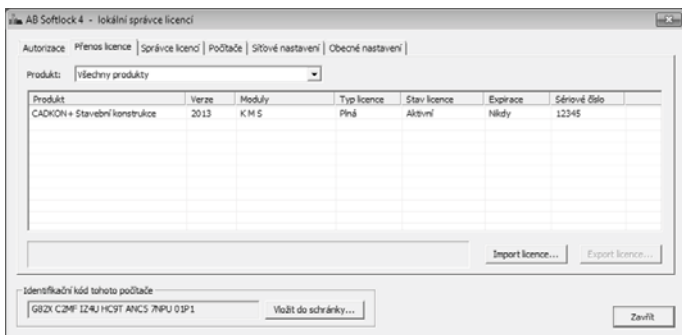 AB Softlock 4 - lokální správce licencí
Autorizace Přenos licence Správce licencí Počítače Síťové nastavení Obecné nastavení
Produkt: Všechny produkty
Produkt Verze Moduly Typ licence Stav licence Expirace Sériové číslo
CADKON+ Stavební konstrukce 2013 K M S Plná Aktivní Nikdy 12345
Import licence... Export licence...
Identifikační kód tohoto počítače
G82X C2MF IZ4U HC9T ANCS 7NPU 01P1 Vložit do schránky...
Zavřít